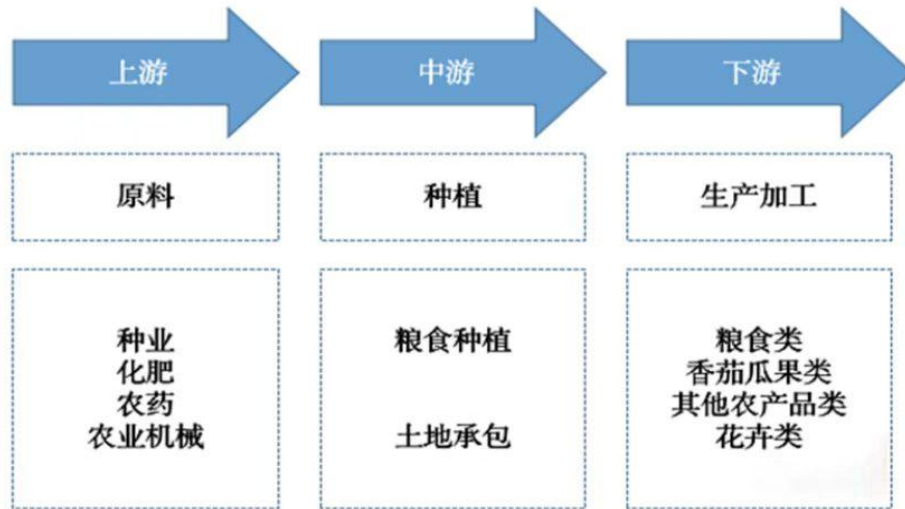 上游
中游
下游
原料
种植
生产加工
种业
化肥
农药
农业机械
粮食种植
土地承包
粮食类
香茄瓜果类
其他农产品类
花卉类